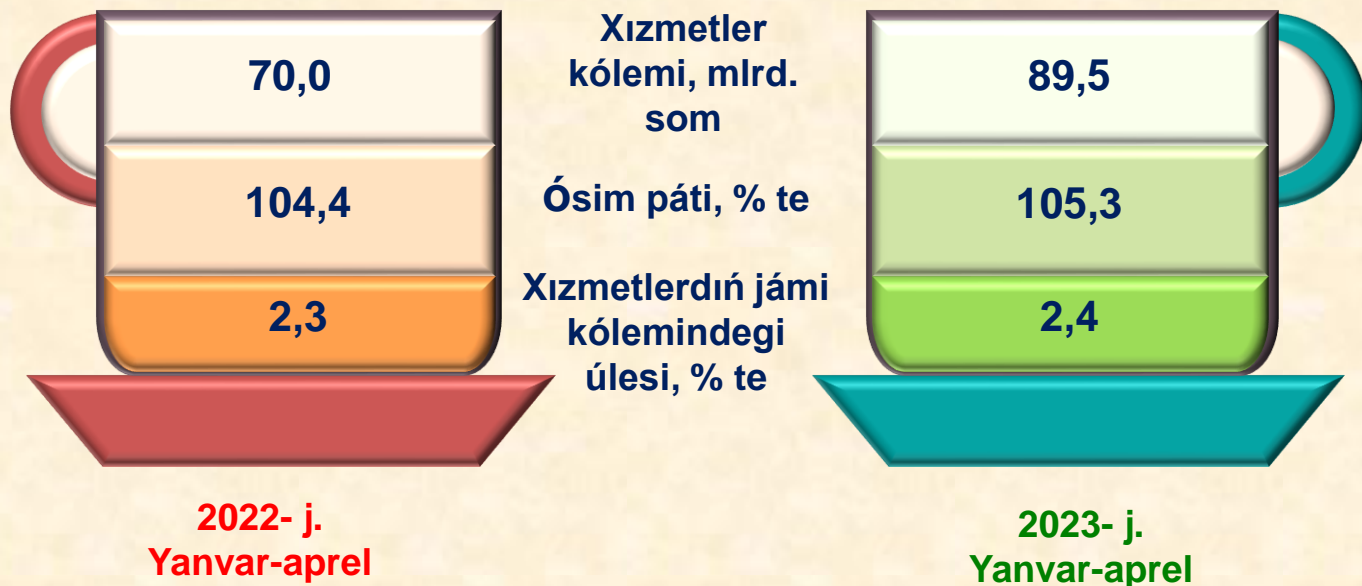 70,0
104,4
2,3
Xızmetler
kólemi, mlrd.
som
Ósim páti, % te
Xızmetlerdıń jámi
kólemindegi
úlesi, % te
89,5
105,3
2,4
2022- j.
Yanvar-aprel
2023- j.
Yanvar-aprel